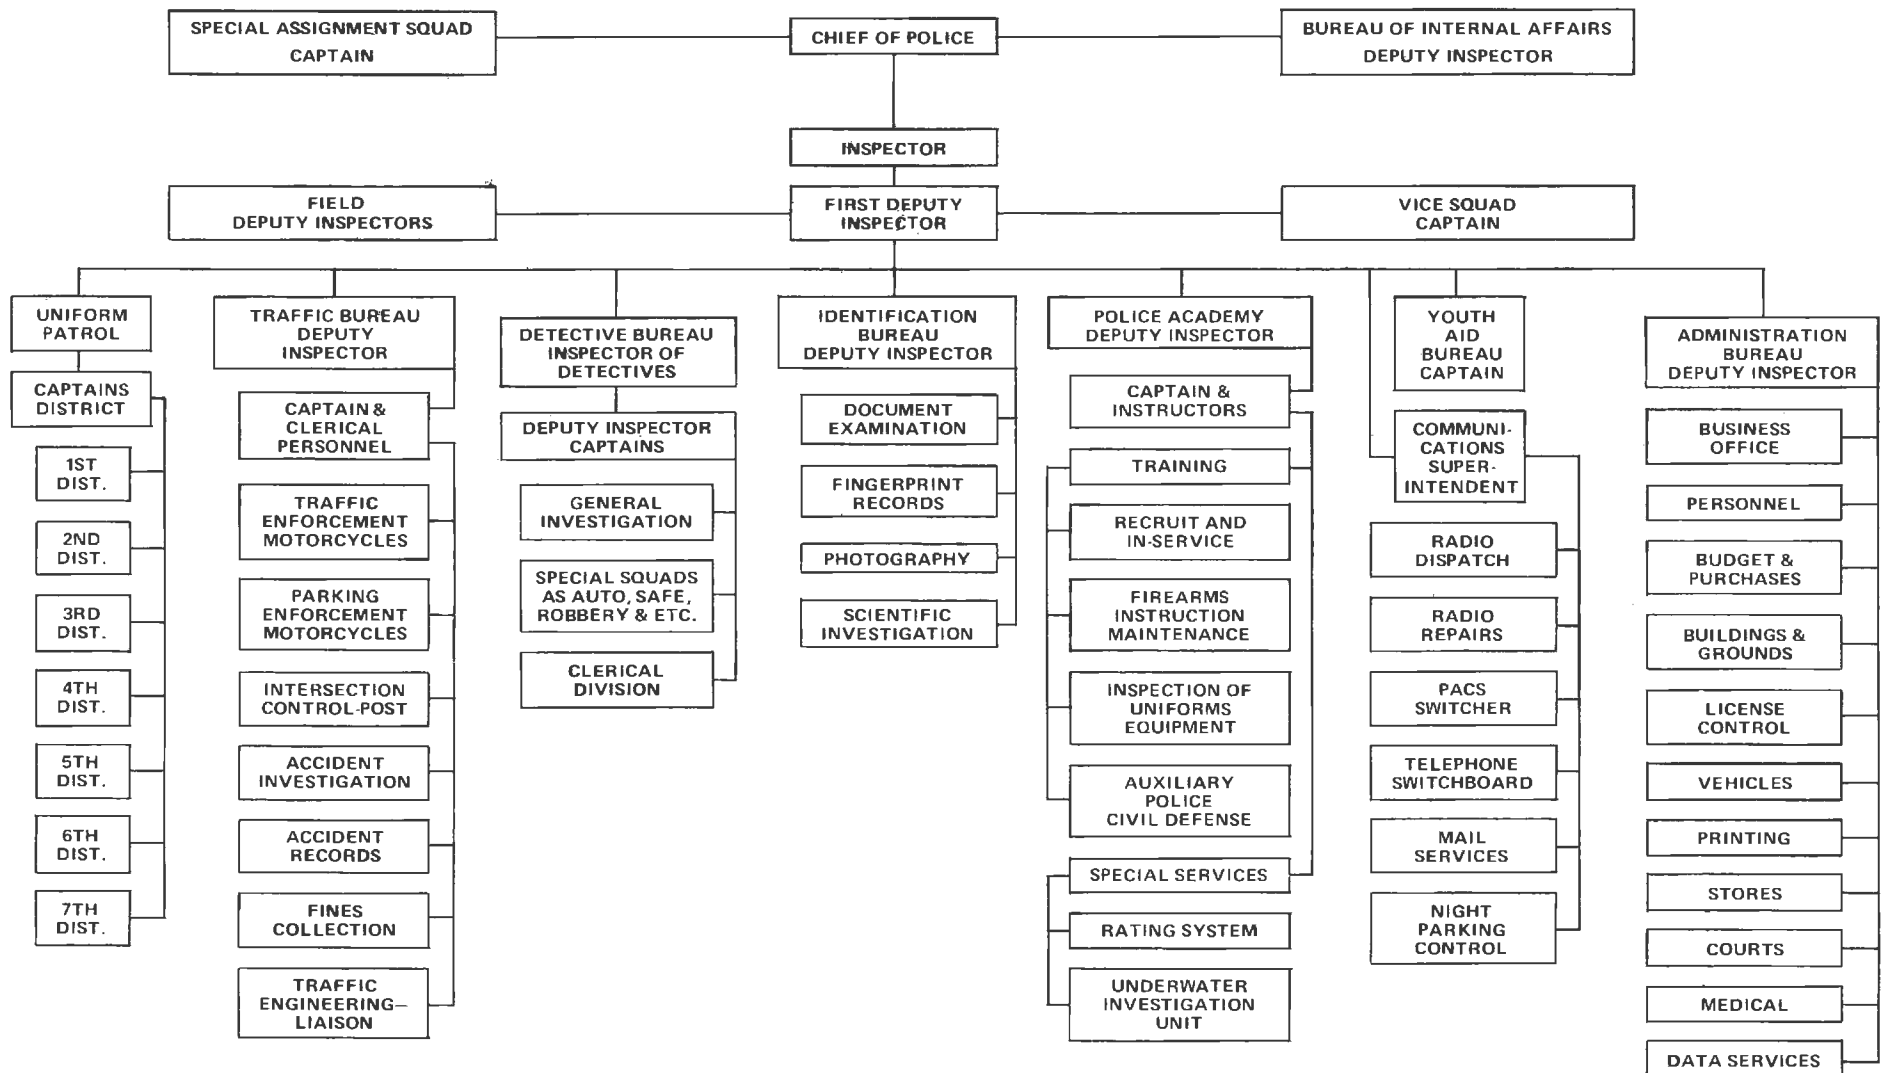 SPECIAL ASSIGNMENT SQUAD
CAPTAIN
CHIEF OF POLICE
BUREAU OF INTERNAL AFFAIRS
DEPUTY INSPECTOR
INSPECTOR
FIELD
DEPUTY INSPECTORS
FIRST DEPUTY
INSPECTOR
VICE SQUAD
CAPTAIN
UNIFORM
PATROL
CAPTAINS
DISTRICT
1ST
DIST.
2ND
DIST.
3RD
DIST.
4TH
DIST.
5TH
DIST.
6TH
DIST.
7TH
DIST.
TRAFFIC BUREAU
DEPUTY
INSPECTOR
CAPTAIN &
CLERICAL
PERSONNEL
TRAFFIC
ENFORCEMENT
MOTORCYCLES
PARKING
ENFORCEMENT
MOTORCYCLES
INTERSECTION
CONTROL-POST
ACCIDENT
INVESTIGATION
ACCIDENT
RECORDS
FINES
COLLECTION
TRAFFIC
ENGINEERING—
LIAISON
DETECTIVE BUREAU
INSPECTOR OF
DETECTIVES
DEPUTY INSPECTOR
CAPTAINS
GENERAL
INVESTIGATION
SPECIAL SQUADS
AS AUTO, SAFE,
ROBBERY & ETC.
CLERICAL
DIVISION
IDENTIFICATION
BUREAU
DEPUTY INSPECTOR
DOCUMENT
EXAMINATION
FINGERPRINT
RECORDS
PHOTOGRAPHY
SCIENTIFIC
INVESTIGATION
POLICE ACADEMY
DEPUTY INSPECTOR
CAPTAIN &
INSTRUCTORS
TRAINING
RECRUIT AND
IN-SERVICE
FIREARMS
INSTRUCTION
MAINTENANCE
INSPECTION OF
UNIFORMS
EQUIPMENT
AUXILIARY
POLICE
CIVIL DEFENSE
SPECIAL SERVICES
RATING SYSTEM
UNDERWATER
INVESTIGATION
UNIT
YOUTH
AID
BUREAU
CAPTAIN
COMMUNI-
CATIONS
SUPER-
INTENDENT
RADIO
DISPATCH
RADIO
REPAIRS
PACS
SWITCHER
TELEPHONE
SWITCHBOARD
MAIL
SERVICES
NIGHT
PARKING
CONTROL
ADMINISTRATION
BUREAU
DEPUTY INSPECTOR
BUSINESS
OFFICE
PERSONNEL
BUDGET &
PURCHASES
BUILDINGS &
GROUNDS
LICENSE
CONTROL
VEHICLES
PRINTING
STORES
COURTS
MEDICAL
DATA SERVICES